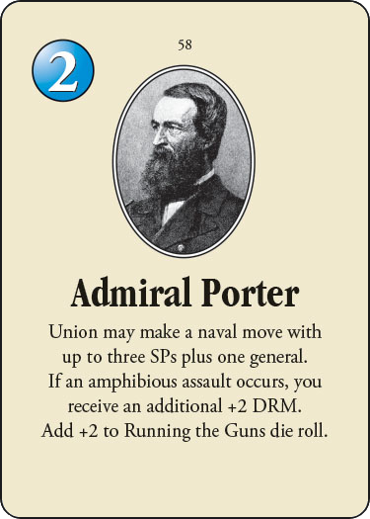 58
2
Admiral Porter
Union may make a naval move with
up to three SPs plus one general.
If an amphibious assault occurs, you
receive an additional +2 DRM.
Add +2 to Running the Guns die roll.